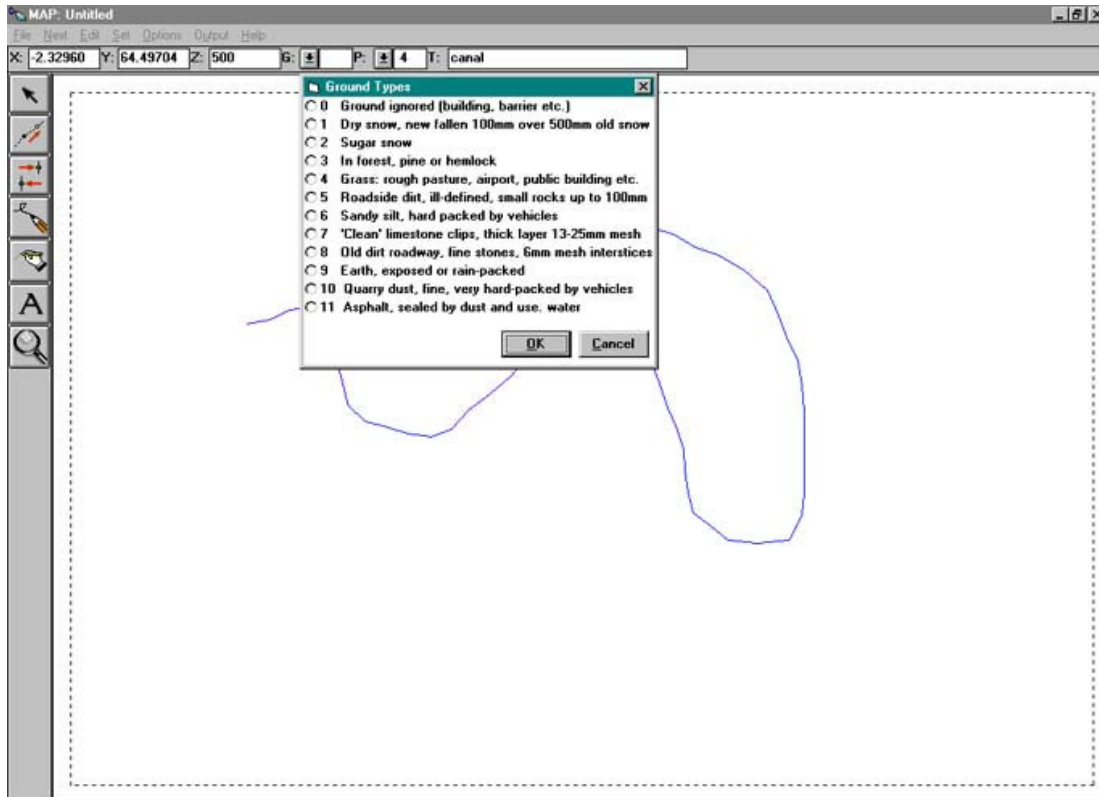 MAP: Untitled
File Next Edit Set Options Output Help
X: -2.32960 Y: 64.49704 Z: 500 G: P: 4 T: canal
Ground Types
0 Ground ignored (building, barrier etc.)
1 Dry snow, new fallen 100mm over 500mm old snow
2 Sugar snow
3 In forest, pine or hemlock
4 Grass: rough pasture, airport, public building etc.
5 Roadside dirt, ill-defined, small rocks up to 100mm
6 Sandy silt, hard packed by vehicles
7 'Clean' limestone clips, thick layer 13-25mm mesh
8 Old dirt roadway, fine stones, 6mm mesh interstices
9 Earth, exposed or rain-packed
10 Quarry dust, fine, very hard-packed by vehicles
11 Asphalt, sealed by dust and use. water
OK Cancel
A